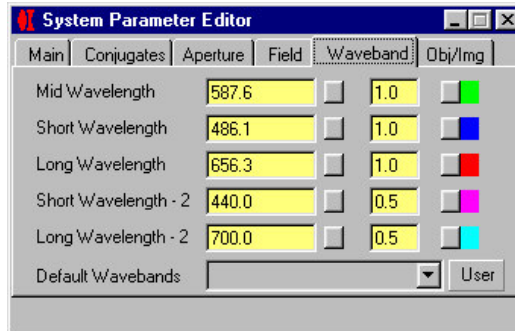 System Parameter Editor
Main Conjugates Aperture Field Waveband Obj/Img
Mid Wavelength 587.6 1.0
Short Wavelength 486.1 1.0
Long Wavelength 656.3 1.0
Short Wavelength - 2 440.0 0.5
Long Wavelength - 2 700.0 0.5
Default Wavebands User